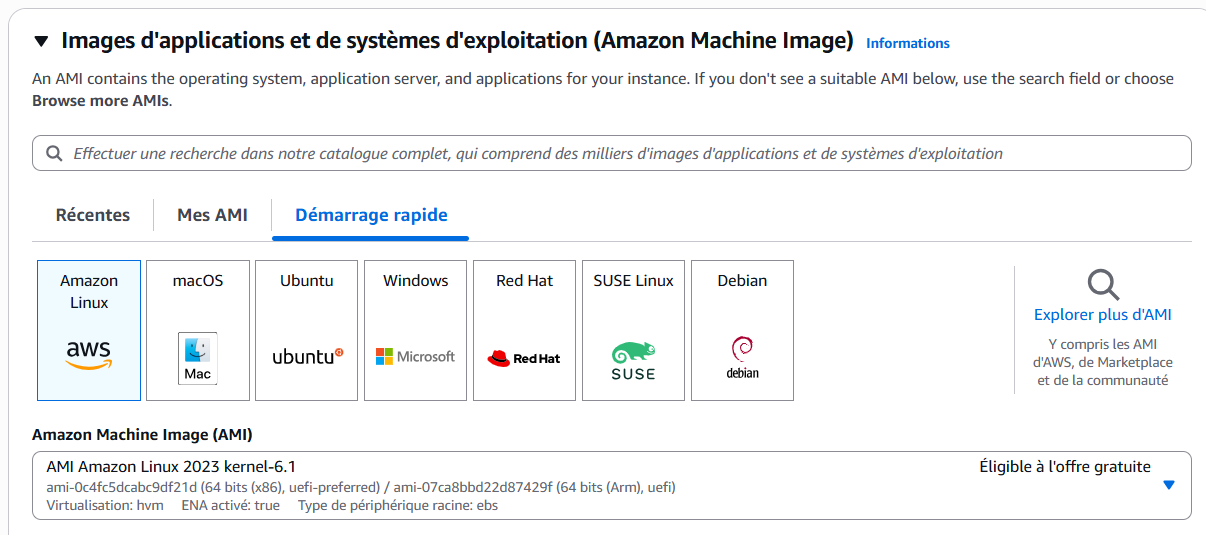 Images d'applications et de systèmes d'exploitation (Amazon Machine Image) Informations
An AMI contains the operating system, application server, and applications for your instance. If you don't see a suitable AMI below, use the search field or choose
Browse more AMIs.
Effectuer une recherche dans notre catalogue complet, qui comprend des milliers d'images d'applications et de systèmes d'exploitation
Récentes
Mes AMI
Démarrage rapide
Amazon
Linux
aws
macOS
Mac
Ubuntu
ubuntu
Windows
Microsoft
Red Hat
Red Hat
SUSE Linux
SUSE
Debian
debian
Explorer plus d'AMI
Y compris les AMI
d'AWS, de Marketplace
et de la communauté
Amazon Machine Image (AMI)
AMI Amazon Linux 2023 kernel-6.1
Éligible à l'offre gratuite
ami-0c4fc5dcabc9df21d (64 bits (x86), uefi-preferred) / ami-07ca8bbd22d87429f (64 bits (Arm), uefi)
Virtualisation: hvm ENA activé: true Type de périphérique racine: ebs